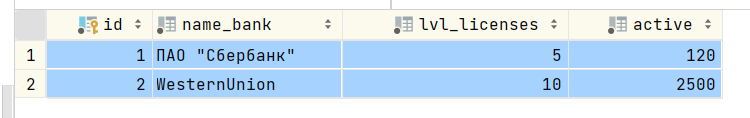 id name_bank lvl_licenses active
1 1 ПАО "Сбербанк" 5 120
2 2 WesternUnion 10 2500